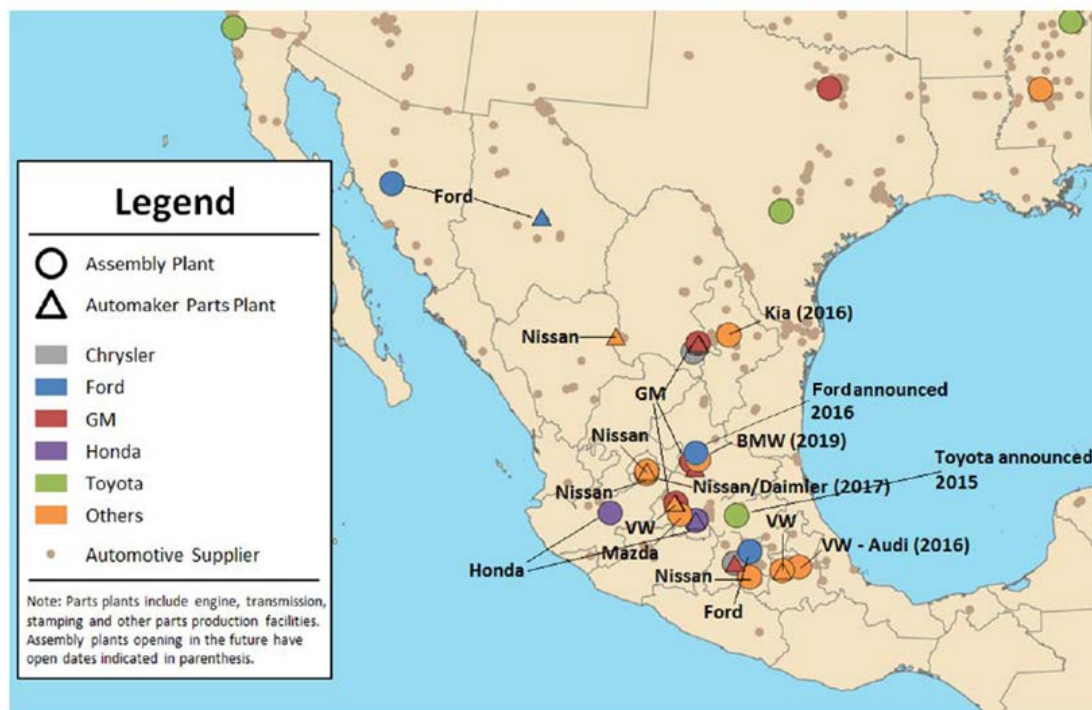 Legend
Assembly Plant
Automaker Parts Plant
Chrysler
Ford
GM
Honda
Toyota
Others
Automotive Supplier
Note: Parts plants include engine, transmission,
stamping and other parts production facilities.
Assembly plants opening in the future have
open dates indicated in parenthesis.
Ford
Nissan
Kia (2016)
GM
Ford announced
2016
Nissan
BMW (2019)
Toyota announced
2015
Nissan
Nissan/Daimler (2017)
VW
VW
Mazda
VW - Audi (2016)
Honda
Nissan
Ford